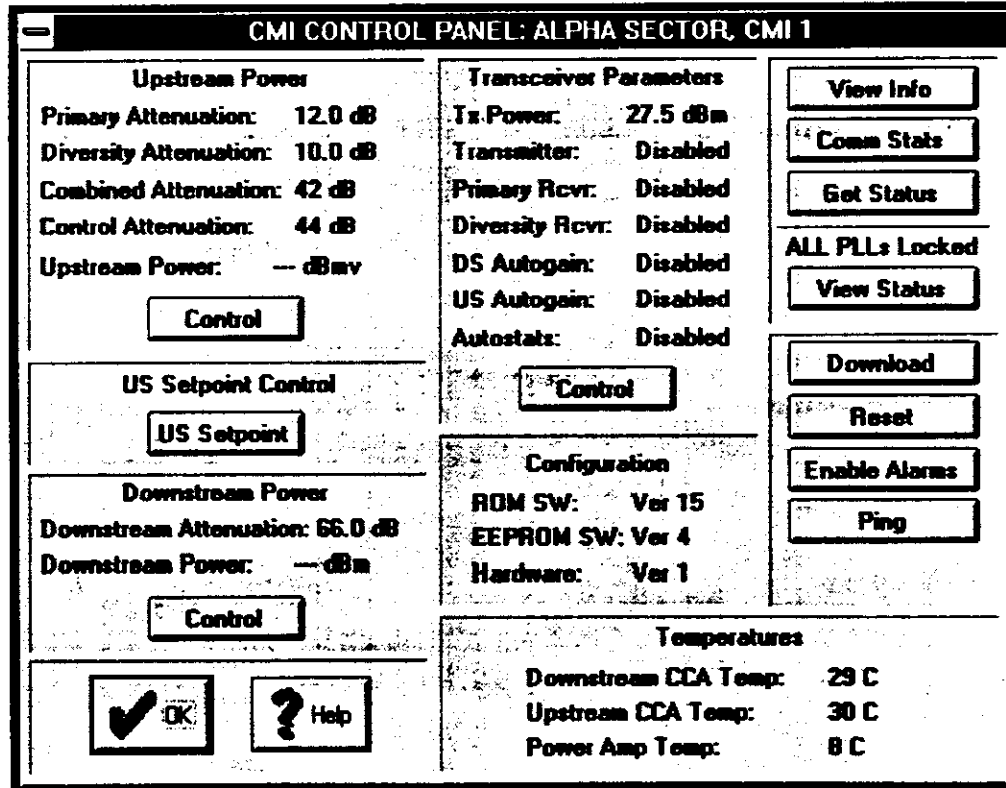 CMI CONTROL PANEL: ALPHA SECTOR, CMI 1
Upstream Power
Primary Attenuation: 12.0 dB
Diversity Attenuation: 10.0 dB
Combined Attenuation: 42 dB
Control Attenuation: 44 dB
Upstream Power: --- dBmv
Control
US Setpoint Control
US Setpoint
Downstream Power
Downstream Attenuation: 66.0 dB
Downstream Power: --- dBm
Control
OK
Help
Transceiver Parameters
Tx Power: 27.5 dBm
Transmitter: Disabled
Primary Rcvr: Disabled
Diversity Rcvr: Disabled
DS Autogain: Disabled
US Autogain: Disabled
Autostats: Disabled
Control
Configuration
ROM SW: Ver 15
EEPROM SW: Ver 4
Hardware: Ver 1
Temperatures
Downstream CCA Temp: 29 C
Upstream CCA Temp: 30 C
Power Amp Temp: 8 C
View Info
Comm Stats
Get Status
ALL PLLs Locked
View Status
Download
Reset
Enable Alarms
Ping